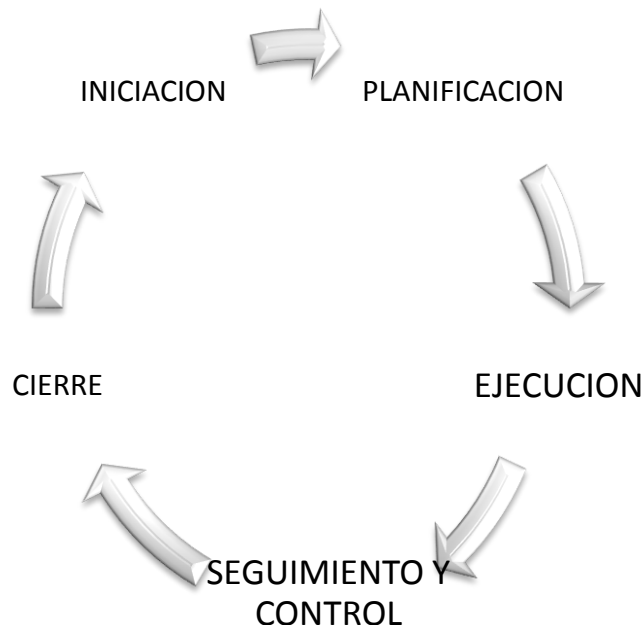 INICIACION
PLANIFICACION
EJECUCION
SEGUIMIENTO Y
CONTROL
CIERRE